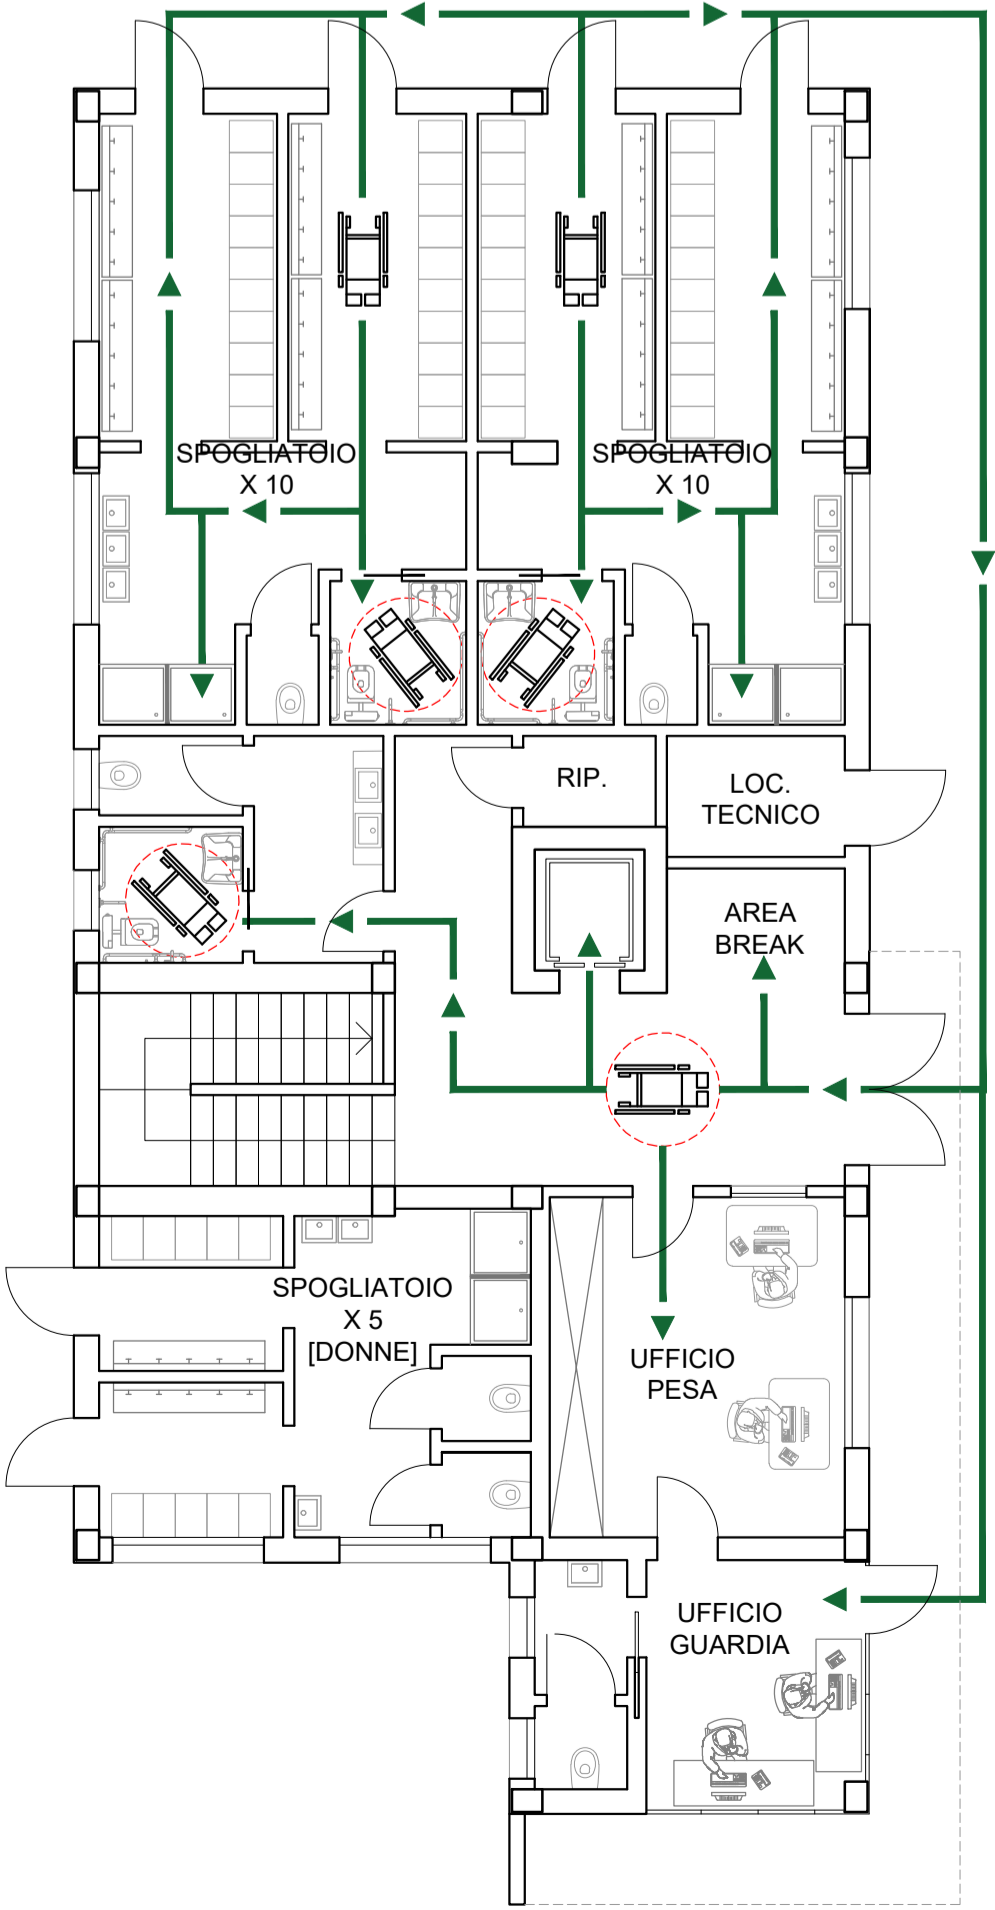 SPOGLIATOIO
X 10
SPOGLIATOIO
X 10
RIP.
LOC.
TECNICO
AREA
BREAK
SPOGLIATOIO
X 5
[DONNE]
UFFICIO
PESA
UFFICIO
GUARDIA